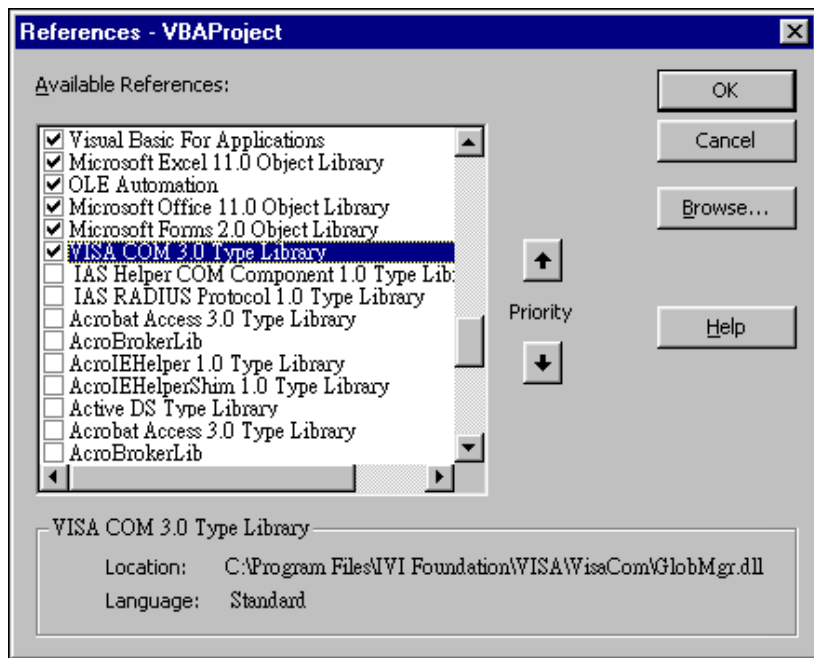 References - VBAProject
Available References:
Visual Basic For Applications
Microsoft Excel 11.0 Object Library
OLE Automation
Microsoft Office 11.0 Object Library
Microsoft Forms 2.0 Object Library
VISA COM 3.0 Type Library
IAS Helper COM Component 1.0 Type Lib:
IAS RADIUS Protocol 1.0 Type Library
Acrobat Access 3.0 Type Library
AcroBrokerLib
AcroIEHelper 1.0 Type Library
AcroIEHelperShim 1.0 Type Library
Active DS Type Library
Acrobat Access 3.0 Type Library
AcroBrokerLib
Priority
OK
Cancel
Browse...
Help
VISA COM 3.0 Type Library
Location: C:\Program Files\IVI Foundation\VISA\VisaCom\GlobMgr.dll
Language: Standard